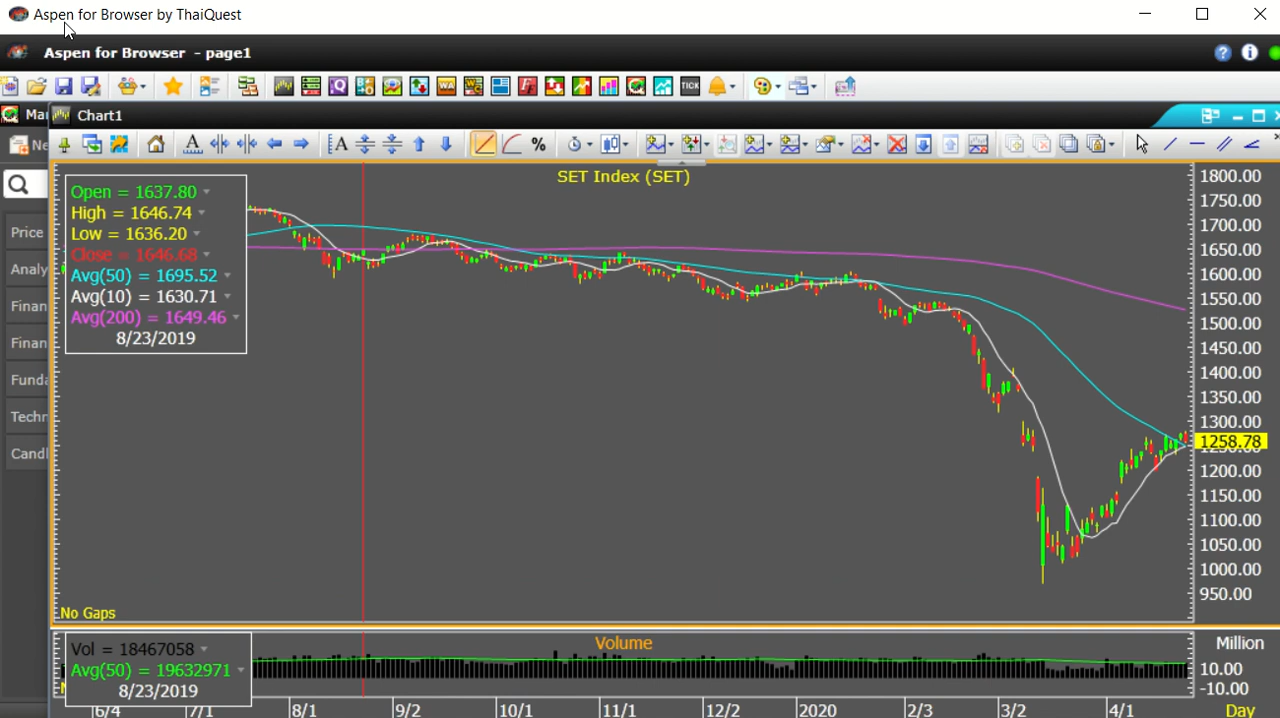 Aspen for Browser by ThaiQuest
Aspen for Browser - page1
Chart1
SET Index (SET)
Open = 1637.80
High = 1646.74
Low = 1636.20
Close = 1646.68
Avg(50) = 1695.52
Avg(10) = 1630.71
Avg(200) = 1649.46
8/23/2019
Price
1800.00
1750.00
1700.00
1650.00
1600.00
1550.00
1500.00
1450.00
1400.00
1350.00
1300.00
1258.78
1200.00
1150.00
1100.00
1050.00
1000.00
950.00
No Gaps
Volume
Vol = 18467058
Avg(50) = 19632971
8/23/2019
Million
10.00
-10.00
6/4 7/1 8/1 9/2 10/1 11/1 12/2 2020 2/3 3/2 4/1 Day